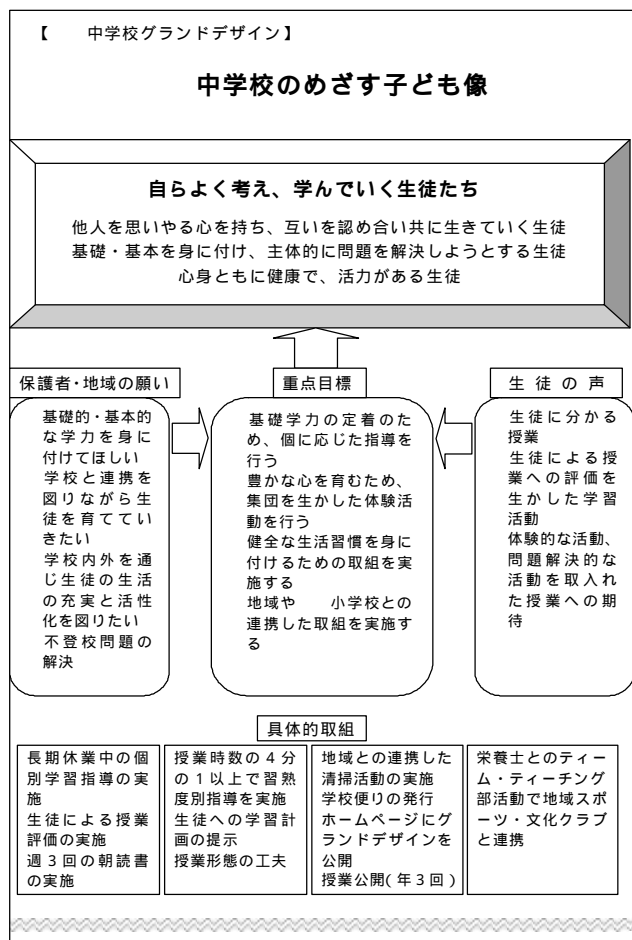 【　　中学校グランドデザイン】
中学校のめざす子ども像
自らよく考え、学んでいく生徒たち
他人を思いやる心を持ち、互いを認め合い共に生きていく生徒
基礎・基本を身に付け、主体的に問題を解決しようとする生徒
心身ともに健康で、活力がある生徒
保護者・地域の願い
基礎的・基本的
な学力を身に
付けてほしい
学校と連携を
図りながら生
徒を育ててい
きたい
学校内外を通
じ生徒の生活
の充実と活性
化を図りたい
不登校問題の
解決
重点目標
基礎学力の定着のた
め、個に応じた指導を
行う
豊かな心を育むため、
集団を生かした体験活
動を行う
健全な生活習慣を身に
付けるための取組を実
施する
地域や　　小学校との
連携した取組を実施す
る
生徒の声
生徒に分かる
授業
生徒による授
業への評価を
生かした学習
活動
体験的な活動、
問題解決的な
活動を取入れ
た授業への期
待
具体的取組
長期休業中の個
別学習指導の実
施
生徒による授業
評価の実施
週３回の朝読書
の実施
授業時数の４分
の１以上で習熟
度別指導を実施
生徒への学習計
画の提示
授業形態の工夫
地域との連携した
清掃活動の実施
学校便りの発行
ホームページにグ
ランドデザインを
公開
授業公開（年３回）
栄養士とのティー
ム・ティーチング
部活動で地域スポ
ーツ・文化クラブ
と連携